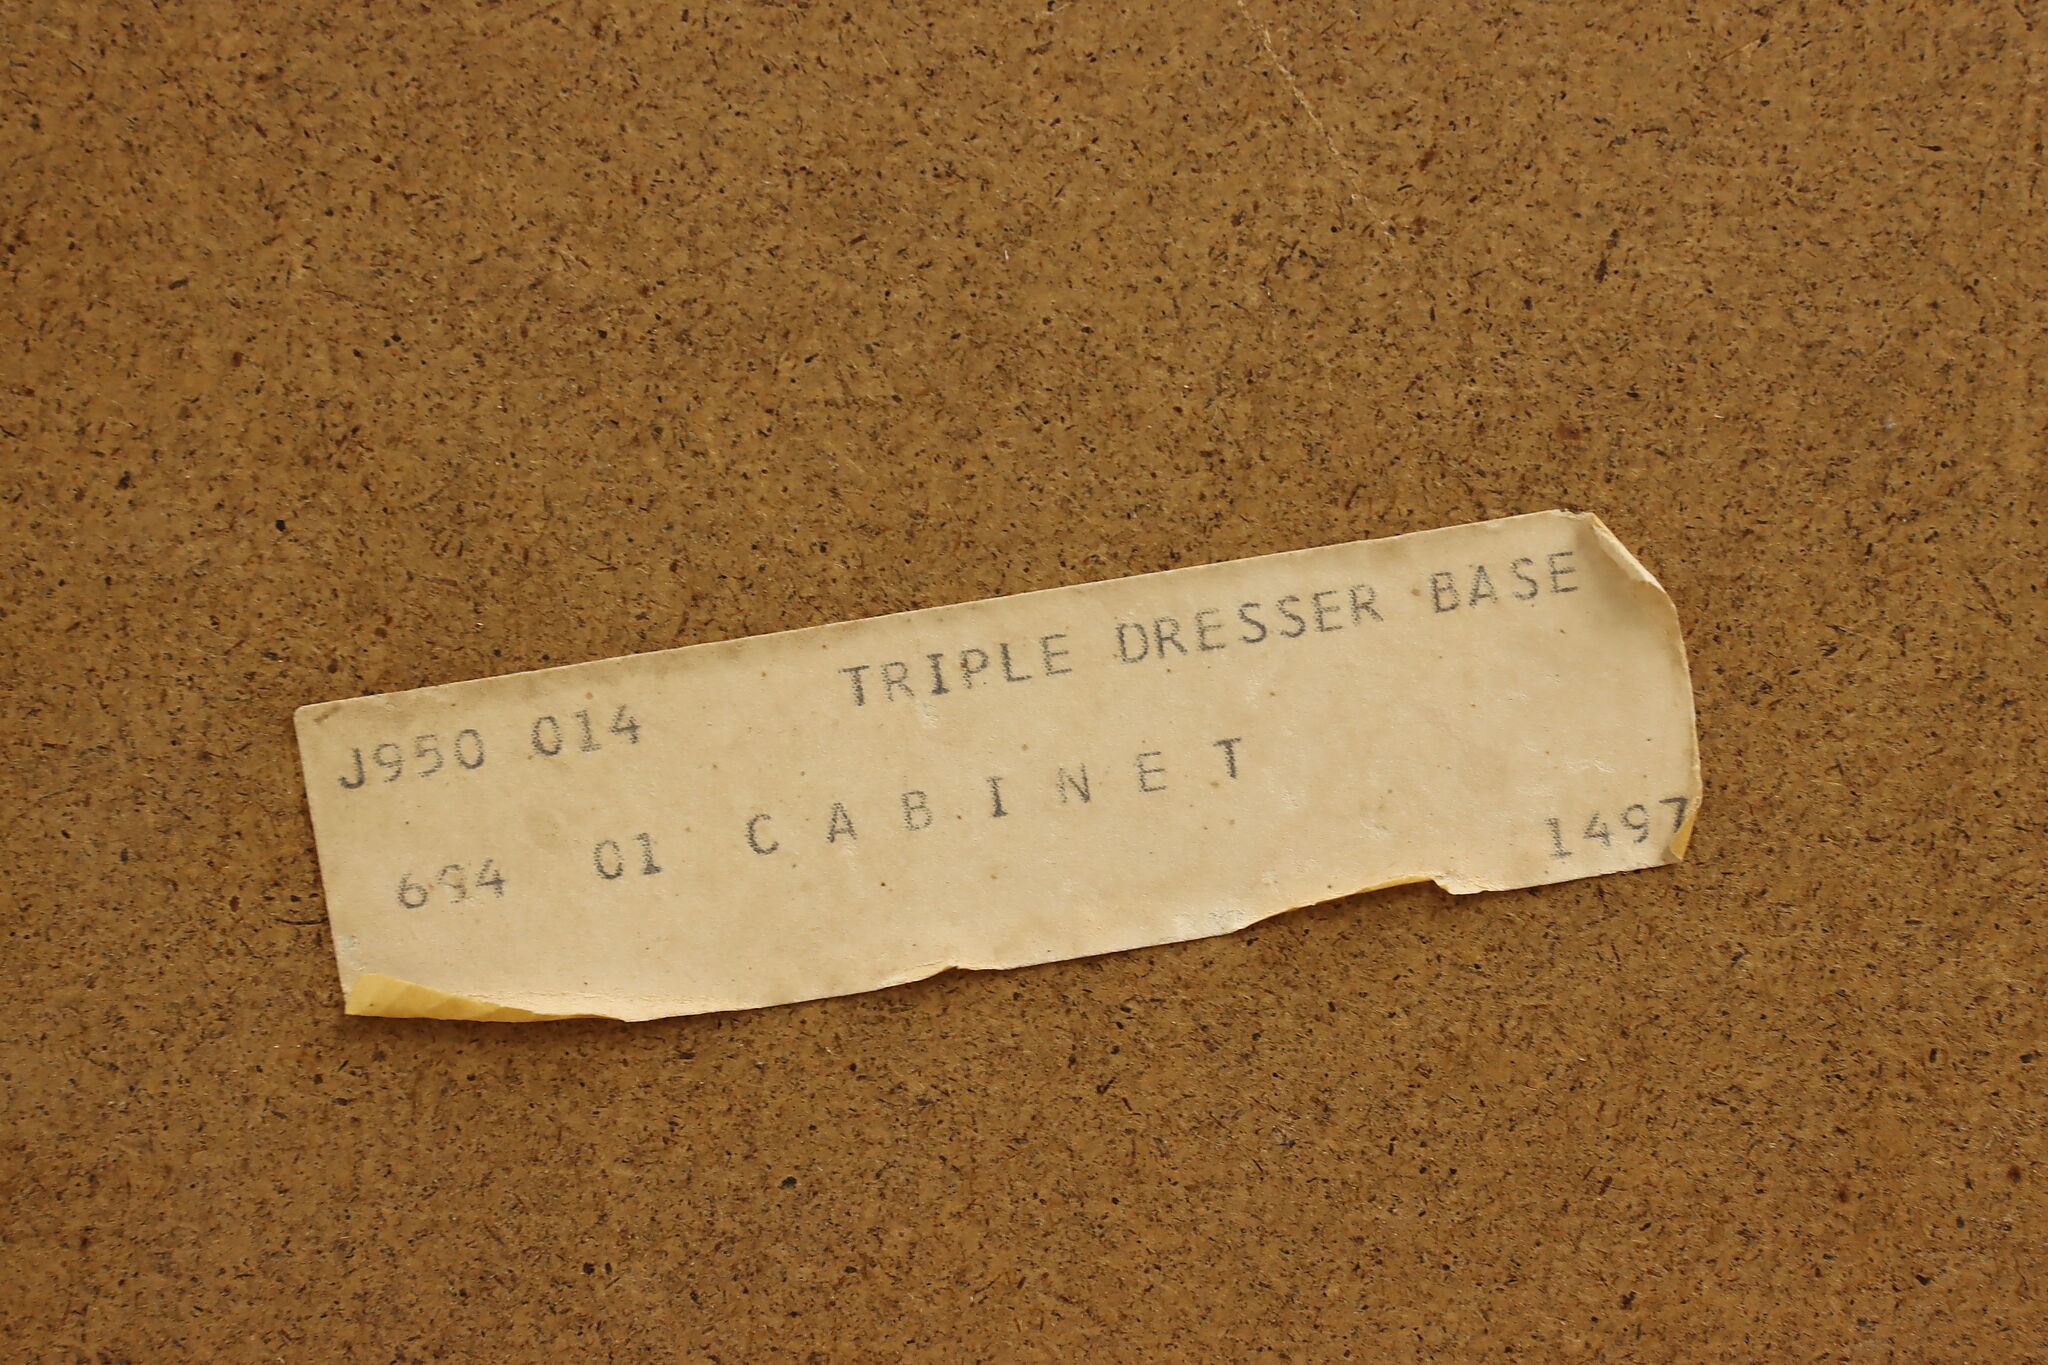 J950 014 TRIPLE DRESSER BASE
694 01 C A B I N E T 1497